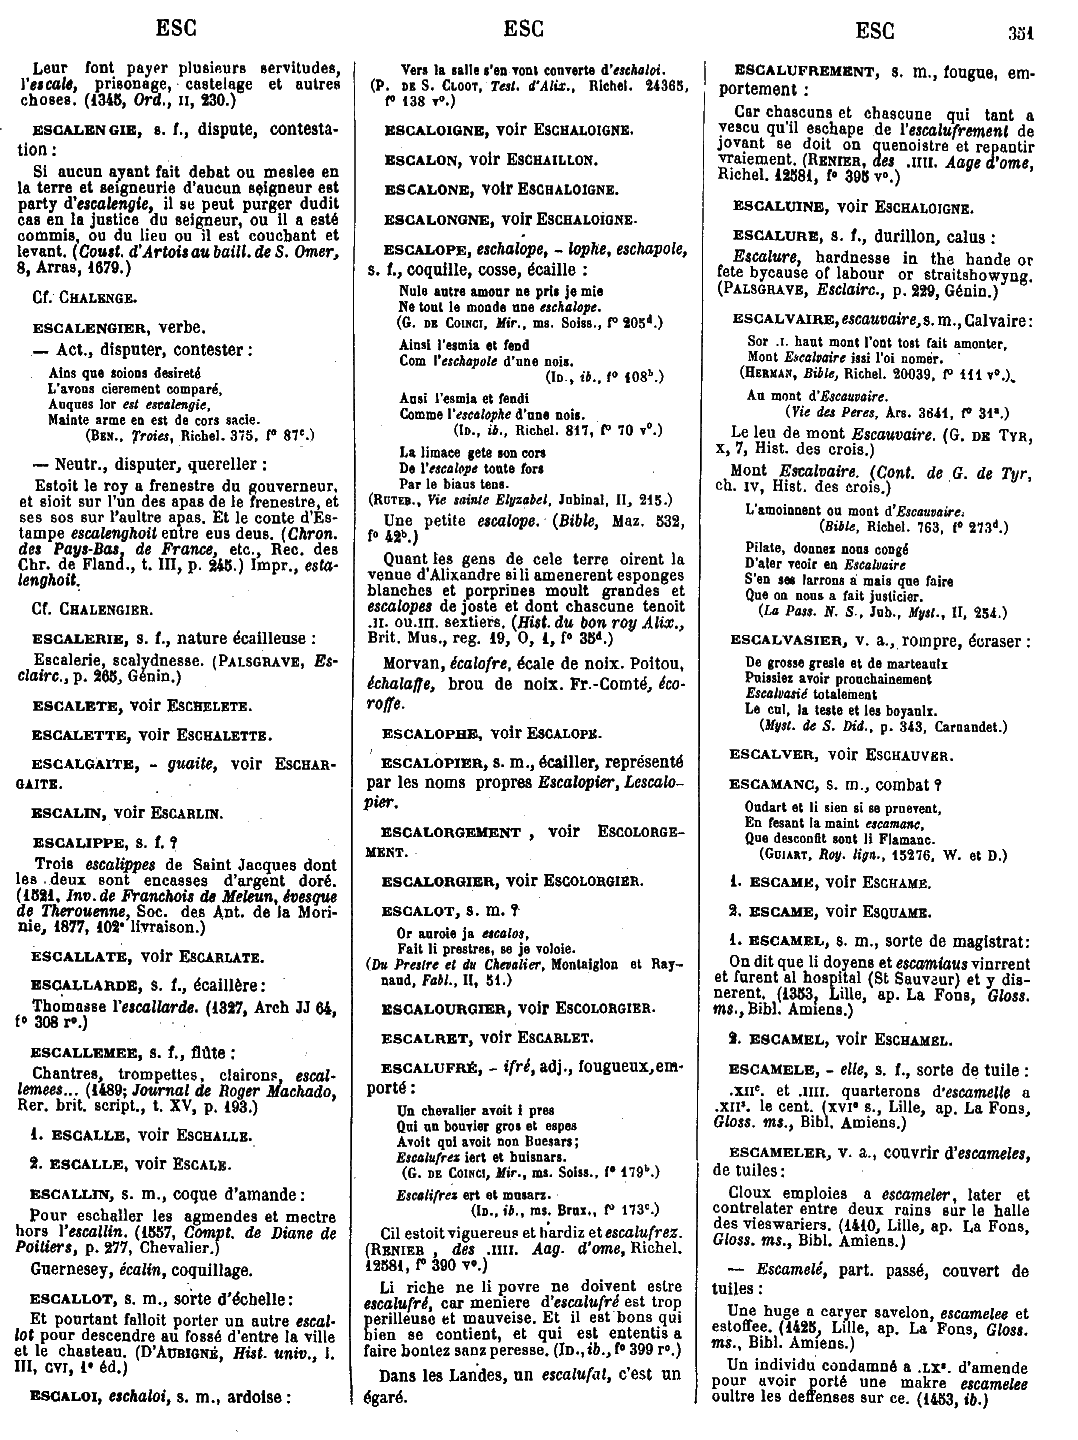 ESC
ESC
ESC
351
Leur font payer plusieurs servitudes,
l'escale, prisonage, castelage et autres
choses. (1345, Ord., II, 230.)
ESCALENGIE, s. f., dispute, contesta-
tion :
Si aucun ayant fait debat ou meslee en
la terre et seigneurie d'aucun seigneur est
party d'escalengie, il se peut purger dudit
cas en la justice du seigneur, ou il a esté
commis, ou du lieu ou il est couchant et
levant. (Coust. d'Artois au baill. de S. Omer,
8, Arras, 1679.)
Cf. CHALENGE.
ESCALENGIER, verbe.
— Act., disputer, contester :
Ains que soions desireté
L'avons cierement comparé,
Auques lor est escalengie,
Mainte arme en est de cors sacie.
(BEN., Troies, Richel. 375, f° 87c.)
— Neutr., disputer, quereller :
Estoit le roy a frenestre du gouverneur,
et sioit sur l'un des apas de le frenestre, et
ses sos sur l'aultre apas. Et le conte d'Es-
tampe escalenghoit entre eus deus. (Chron.
des Pays-Bas, de France, etc., Rec. des
Chr. de Fland., t. III, p. 245.) Impr., esta-
lenghoit.
Cf. CHALENGIER.
ESCALERIE, s. f., nature écailleuse :
Escalerie, scalydnesse. (PALSGRAVE, Es-
clairc., p. 265, Génin.)
ESCALETE, voir ESCHELETE.
ESCALETTE, voir ESCHALETTE.
ESCALGAITE, - guaite, voir ESCHAR-
GAITE.
ESCALIN, voir ESCARLIN.
ESCALIPPE, s. f. ?
Trois escalippes de Saint Jacques dont
les deux sont encasses d'argent doré.
(1521, Inv. de Franchois de Meleun, évesque
de Therouenne, Soc. des Ant. de la Mori-
nie, 1877, 102e livraison.)
ESCALLATE, voir ESCARLATE.
ESCALLARDE, s. f., écaillère :
Thomasse l'escallarde. (1327, Arch JJ 64,
f° 308 r°.)
ESCALLEMEE, s. f., flûte :
Chantres, trompettes, clairons, escal-
lemees... (1489; Journal de Roger Machado,
Rer. brit. script., t. XV, p. 193.)
1. ESCALLE, voir ESCHALLE.
2. ESCALLE, voir ESCALE.
ESCALLIN, s. m., coque d'amande :
Pour eschaller les agmendes et mectre
hors l'escallin. (1557, Compt. de Diane de
Poitiers, p. 277, Chevalier.)
Guernesey, écalin, coquillage.
ESCALLOT, s. m., sorte d'échelle :
Et pourtant falloit porter un autre escal-
lot pour descendre au fossé d'entre la ville
et le chasteau. (D'AUBIGNÉ, Hist. univ., l.
III, CVI, 1e éd.)
ESCALOI, eschaloi, s. m., ardoise :
Vers la salle s'en vont converte d'eschaloi.
(P. DE S. CLOOT, Test. d'Alix., Richel. 24365,
f° 138 v°.)
ESCALOIGNE, voir ESCHALOIGNE.
ESCALON, voir ESCHAILLON.
ESCALONE, voir ESCHALOIGNE.
ESCALONGNE, voir ESCHALOIGNE.
ESCALOPE, eschalope, - lophe, eschapole,
s. f., coquille, cosse, écaille :
Nule autre amour ne pris je mie
Ne tout le monde une eschalope.
(G. DE COINCI, Mir., ms. Soiss., f° 205d.)
Ainsi l'esmia et fend
Com l'eschapole d'une nois.
(ID., ib., f° 108b.)
Ausi l'esmia et fendi
Comme l'escalophe d'une nois.
(ID., ib., Richel. 817, f° 70 v°.)
La limace gete son cors
De l'escalope toute fors
Par le biaus tens.
(RUTEB., Vie sainte Elyzabel, Jubinal, II, 215.)
Une petite escalope. (Bible, Maz. 532,
f° 42b.)
Quant les gens de cele terre oirent la
venue d'Alixandre si li amenerent esponges
blanches et porprines moult grandes et
escalopes de joste et dont chascune tenoit
.II. ou .III. sextiers. (Hist. du bon roy Alix.,
Brit. Mus., reg. 19, O, 1, f° 35d.)
Morvan, écalofre, écale de noix. Poitou,
échalaffe, brou de noix. Fr.-Comté, éco-
roffe.
ESCALOPHE, voir ESCALOPE.
ESCALOPIER, s. m., écailler, représenté
par les noms propres Escalopier, Lescalo-
pier.
ESCALORGEMENT , voir ESCOLORGE-
MENT.
ESCALORGIER, voir ESCOLORGIER.
ESCALOT, s. m. ?
Or auroie ja escalos,
Fait li prestres, se je voloie.
(Du Prestre et du Chevalier, Montaiglon et Ray-
naud, Fabl., II, 51.)
ESCALOURGIER, voir ESCOLORGIER.
ESCALRET, voir ESCARLET.
ESCALUFRÉ, - ifré, adj., fougueux, em-
porté :
Un chevalier avoit i pres
Qui un bouvier gros et espes
Avoit qui avoit non Buesars;
Escalufrez iert et buisnars.
(G. DE COINCI, Mir., ms. Soiss., f° 179b.)
Escalifrez ert et musarz.
(ID., ib., ms. Brux., f° 173c.)
Cil estoit viguereus et hardiz et escalufrez.
(RENIER , des .IIII. Aag. d'ome, Richel.
12581, f° 390 v°.)
Li riche ne li povre ne doivent estre
escalufré, car meniere d'escalufré est trop
perilleuse et mauveise. Et il est bons qui
bien se contient, et qui est ententis a
faire bontez sanz peresse. (ID., ib., f° 399 r°.)
Dans les Landes, un escalufat, c'est un
égaré.
ESCALUFREMENT, s. m., fougue, em-
portement :
Car chascuns et chascune qui tant a
vescu qu'il eschape de l'escalufrement de
jovant se doit on quenoistre et repantir
vraiement. (RENIER, des .IIII. Aage d'ome,
Richel. 12581, f° 395 v°.)
ESCALUINE, voir ESCHALOIGNE.
ESCALURE, s. f., durillon, calus :
Escalure, hardnesse in the hande or
fete bycause of labour or straitshowyng.
(PALSGRAVE, Esclairc., p. 229, Génin.)
ESCALVAIRE, escauvaire, s. m., Calvaire :
Sor .I. haut mont l'ont tost fait amonter,
Mont Escalvaire issi l'oi nomer.
(HERMAN, Bible, Richel. 20039, f° 111 v°.).
Au mont d'Escauvaire.
(Vie des Peres, Ars. 3641, f° 31a.)
Le leu de mont Escauvaire. (G. DE TYR,
X, 7, Hist. des crois.)
Mont Escalvaire. (Cont. de G. de Tyr,
ch. IV, Hist. des crois.)
L'amoinnent ou mont d'Escauvaire.
(Bible, Richel. 763, f° 273d.)
Pilate, donnez nous congé
D'aler veoir en Escalvaire
S'en ses larrons a mais que faire
Que on nous a fait justicier.
(La Pass. N. S., Jub., Myst., II, 254.)
ESCALVASIER, v. a., rompre, écraser :
De grosse gresle et de marteaulx
Puissiez avoir prouchainement
Escalvasié totalement
Le cul, la teste et les boyaulx.
(Myst. de S. Did., p. 343, Carnandet.)
ESCALVER, voir ESCHAUVER.
ESCAMANC, s. m., combat ?
Oudart et li sien si se pruevent,
En fesant la maint escamanc,
Que desconfit sont li Flamanc.
(GUIART, Roy. lign., 15276, W. et D.)
1. ESCAME, voir ESCHAME.
2. ESCAME, voir ESQUAME.
1. ESCAMEL, s. m., sorte de magistrat :
On dit que li doyens et escamiaus vinrrent
et furent al hospital (St Sauveur) et y dis-
nerent. (1353, Lille, ap. La Fons, Gloss.
ms., Bibl. Amiens.)
2. ESCAMEL, voir ESCHAMEL.
ESCAMELE, - elle, s. f., sorte de tuile :
.XIIc. et .IIII. quarterons d'escamelle a
.XIIs. le cent. (XVIe s., Lille, ap. La Fons,
Gloss. ms., Bibl. Amiens.)
ESCAMELER, v. a., couvrir d'escameles,
de tuiles :
Cloux emploies a escameler, later et
contrelater entre deux rains sur le halle
des vieswariers. (1410, Lille, ap. La Fons,
Gloss. ms., Bibl. Amiens.)
— Escamelé, part. passé, couvert de
tuiles :
Une huge a caryer savelon, escamelee et
estoffee. (1425, Lille, ap. La Fons, Gloss.
ms., Bibl. Amiens.)
Un individu condamné a .LXs. d'amende
pour avoir porté une makre escamelee
oultre les deffenses sur ce. (1453, ib.)